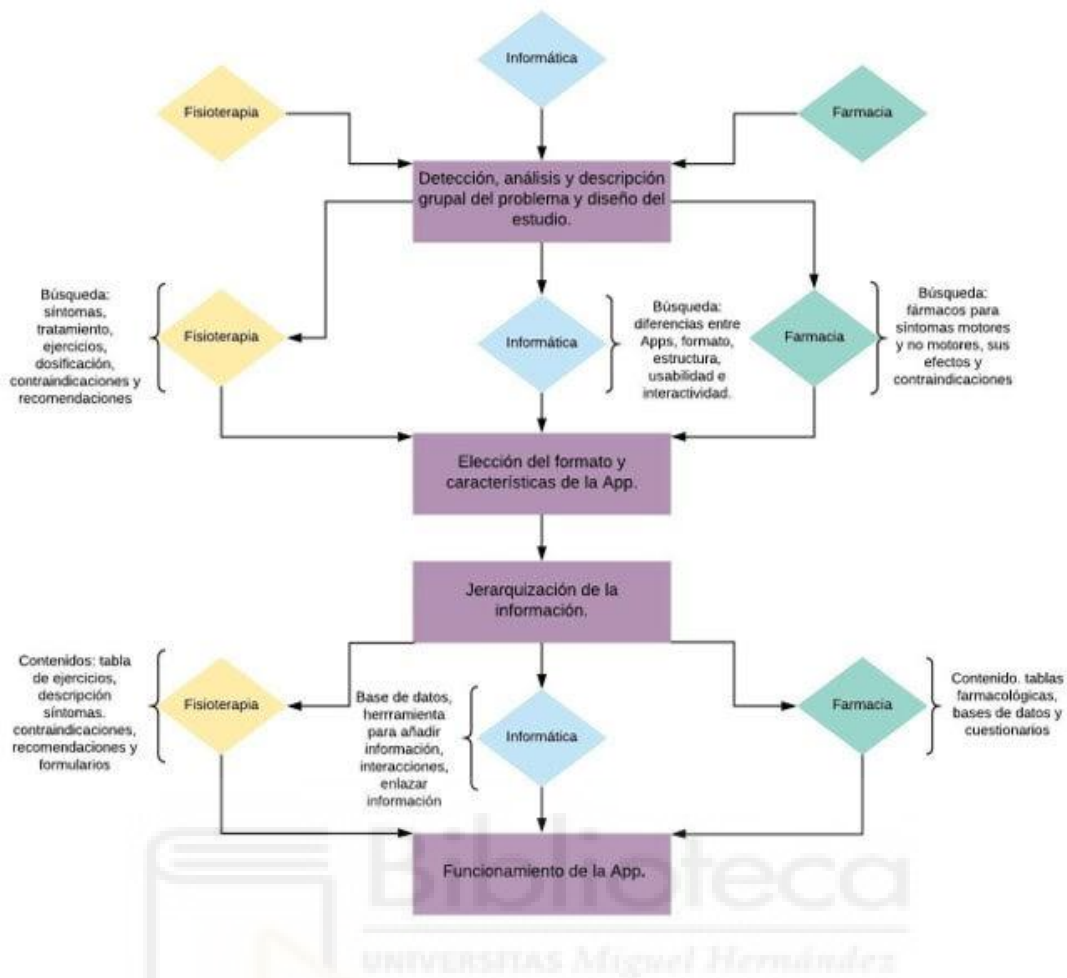 Informática
Fisioterapia
Farmacia
Detección, análisis y descripción
grupal del problema y diseño del
estudio.
Búsqueda:
síntomas,
tratamiento,
ejercicios,
dosificación,
contraindicaciones y
recomendaciones
Fisioterapia
Informática
Búsqueda:
diferencias entre
Apps, formato,
estructura,
usabilidad e
interactividad.
Farmacia
Búsqueda:
fármacos para
síntomas motores
y no motores, sus
efectos y
contraindicaciones
Elección del formato y
características de la App.
Jerarquización de la
información.
Contenidos: tabla
de ejercicios,
descripción
síntomas.
contraindicaciones,
recomendaciones y
formularios
Fisioterapia
Base de datos,
herrramienta
para añadir
información,
interacciones,
enlazar
información
Informática
Farmacia
Contenido. tablas
farmacológicas,
bases de datos y
cuestionarios
Funcionamiento de la App.
Biblioteca
UNIVERSITAS Miguel Hernández